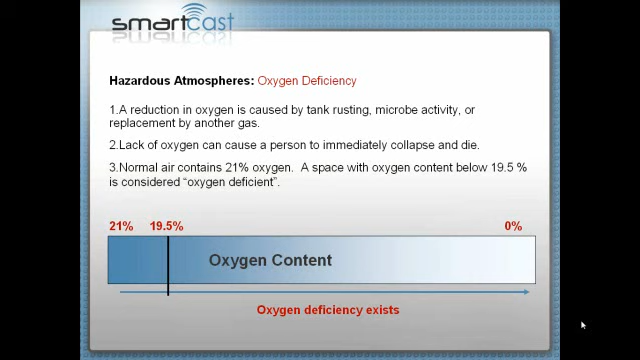 smartcast
Hazardous Atmospheres: Oxygen Deficiency
1.A reduction in oxygen is caused by tank rusting, microbe activity, or
replacement by another gas.
2.Lack of oxygen can cause a person to immediately collapse and die.
3.Normal air contains 21% oxygen. A space with oxygen content below 19.5 %
is considered “oxygen deficient”.
21% 19.5% 0%
Oxygen Content
Oxygen deficiency exists